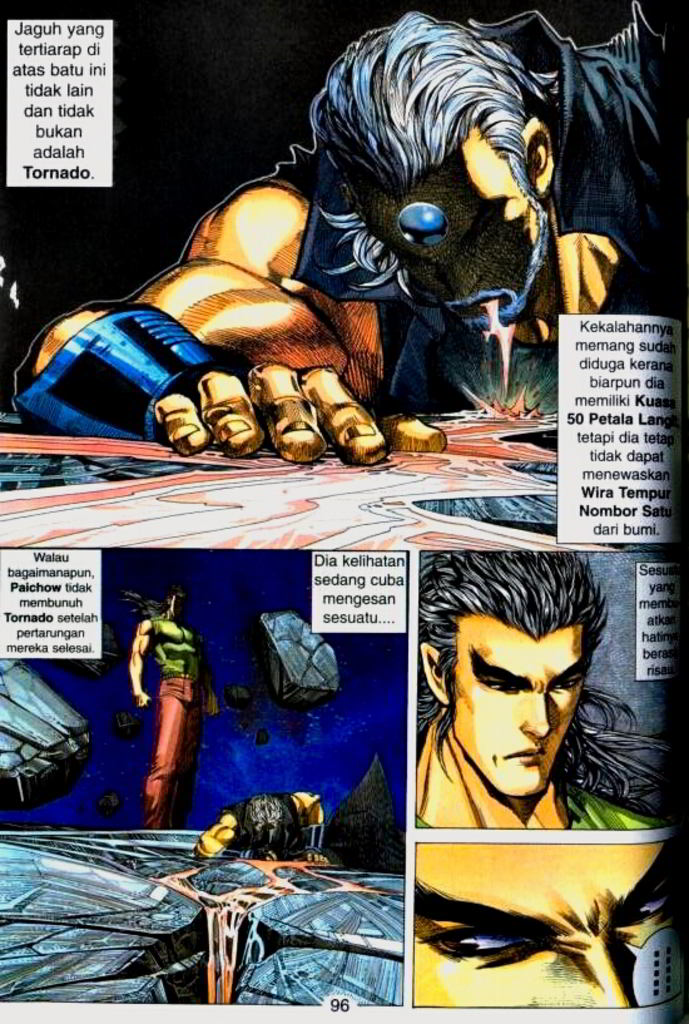 Jaguh yang
tertiarap di
atas batu ini
tidak lain
dan tidak
bukan
adalah
Tornado.
Kekalahannya
memang sudah
diduga kerana
biarpun dia
memiliki Kuasa
50 Petala Langit,
tetapi dia tetap
tidak dapat
menewaskan
Wira Tempur
Nombor Satu
dari bumi.
Walau
bagaimanapun,
Paichow tidak
membunuh
Tornado setelah
pertarungan
mereka selesai.
Dia kelihatan
sedang cuba
mengesan
sesuatu....
yang
hatinya
risau.
96